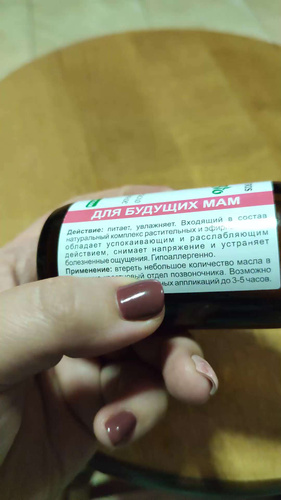 ДЛЯ БУДУЩИХ МАМ
Действие: питает, увлажняет. Входящий в состав
натуральный комплекс растительных и
обладает успокаивающим и расслабляющим
действием, снимает напряжение и устраняет
болезненные ощущения. Гипоаллергенно.
Применение: втереть небольшое количество масла в
отдел позвоночника. Возможно
аппликаций до 3-5 часов.